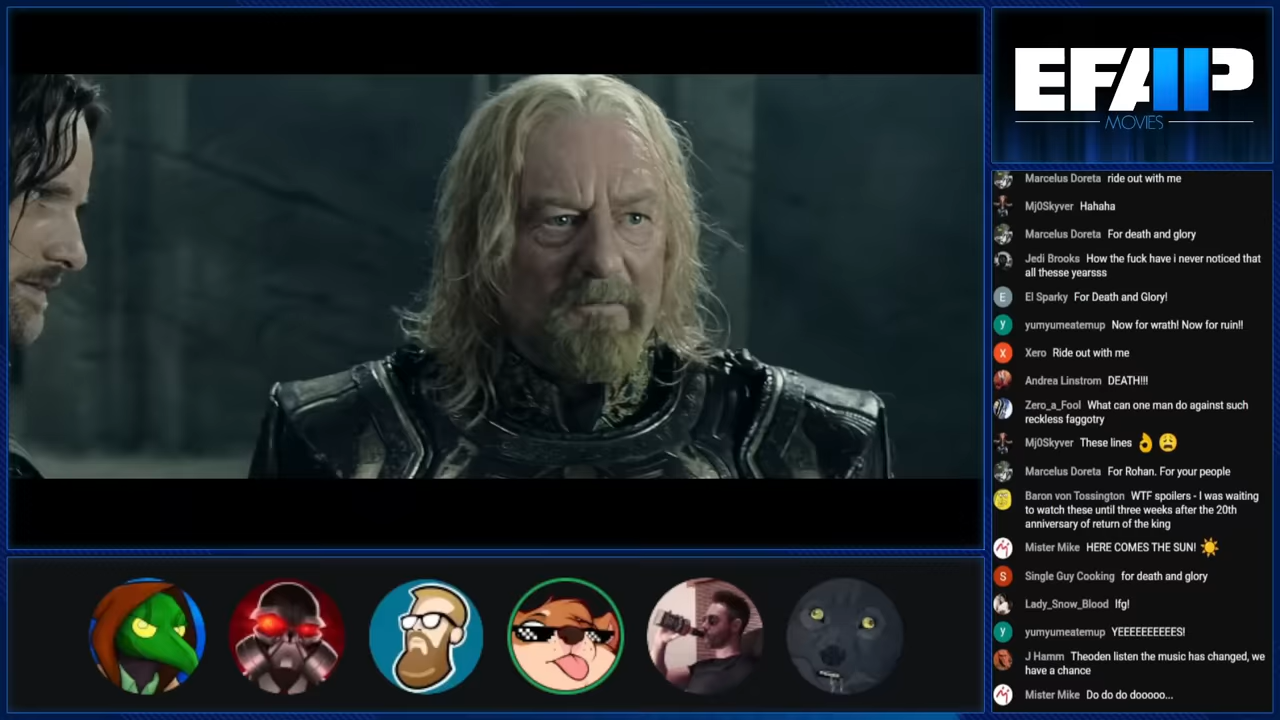 EFAP
MOVIES
Marcelus Doreta ride out with me
Mj0Skyver Hahaha
Marcelus Doreta For death and glory
Jedi Brooks How the fuck have i never noticed that
all thesse yearsss
E
El Sparky For Death and Glory!
y
yumyumeatemup Now for wrath! Now for ruin!!
X
Xero Ride out with me
Andrea Linstrom DEATH!!!
Zero_a_Fool What can one man do against such
reckless faggotry
Mj0Skyver These lines 👌 😩
Marcelus Doreta For Rohan. For your people
Baron von Tossington WTF spoilers - I was waiting
to watch these until three weeks after the 20th
anniversary of return of the king
Mister Mike HERE COMES THE SUN! ☀️
S
Single Guy Cooking for death and glory
Lady_Snow_Blood lfg!
y
yumyumeatemup YEEEEEEEEEES!
J Hamm Theoden listen the music has changed, we
have a chance
Mister Mike Do do do dooooo...